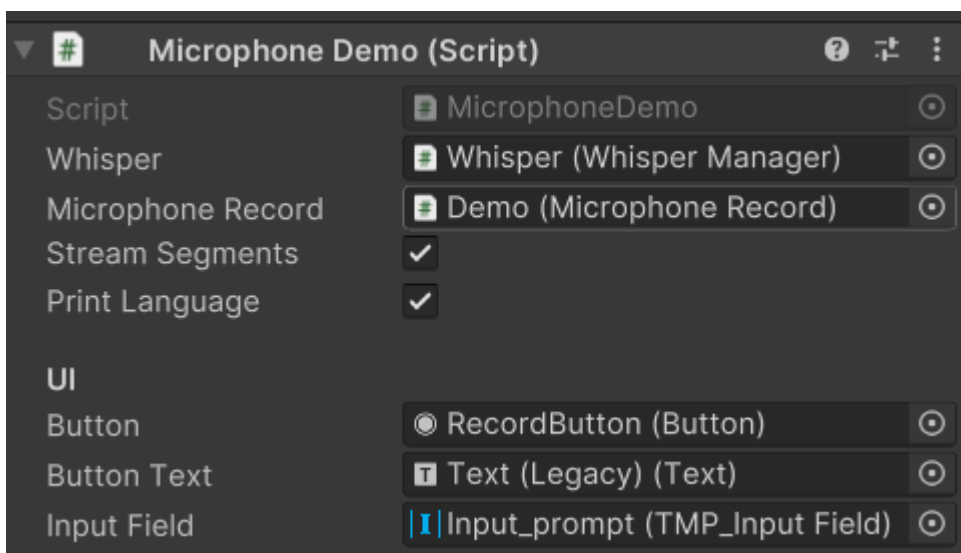 Microphone Demo (Script)
Script MicrophoneDemo
Whisper Whisper (Whisper Manager)
Microphone Record Demo (Microphone Record)
Stream Segments
Print Language
UI
Button RecordButton (Button)
Button Text Text (Legacy) (Text)
Input Field Input_prompt (TMP_Input Field)